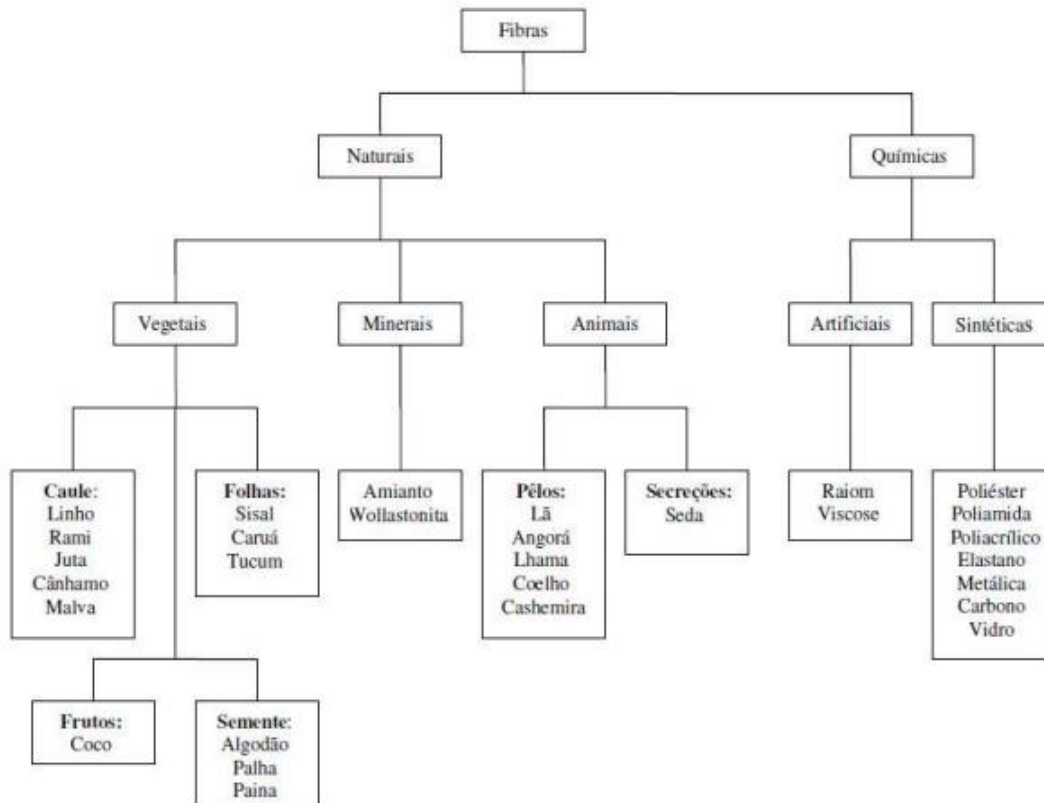 Fibras
Naturais
Químicas
Vegetais
Minerais
Animais
Artificiais
Sintéticas
Caule:
Linho
Rami
Juta
Cânhamo
Malva
Folhas:
Sisal
Caruá
Tucum
Amianto
Wollastonita
Pêlos:
Lã
Angorá
Lhama
Coelho
Cashemira
Secreções:
Seda
Raiom
Viscose
Poliéster
Poliamida
Poliacrílico
Elastano
Metálica
Carbono
Vidro
Frutos:
Coco
Semente:
Algodão
Palha
Paina